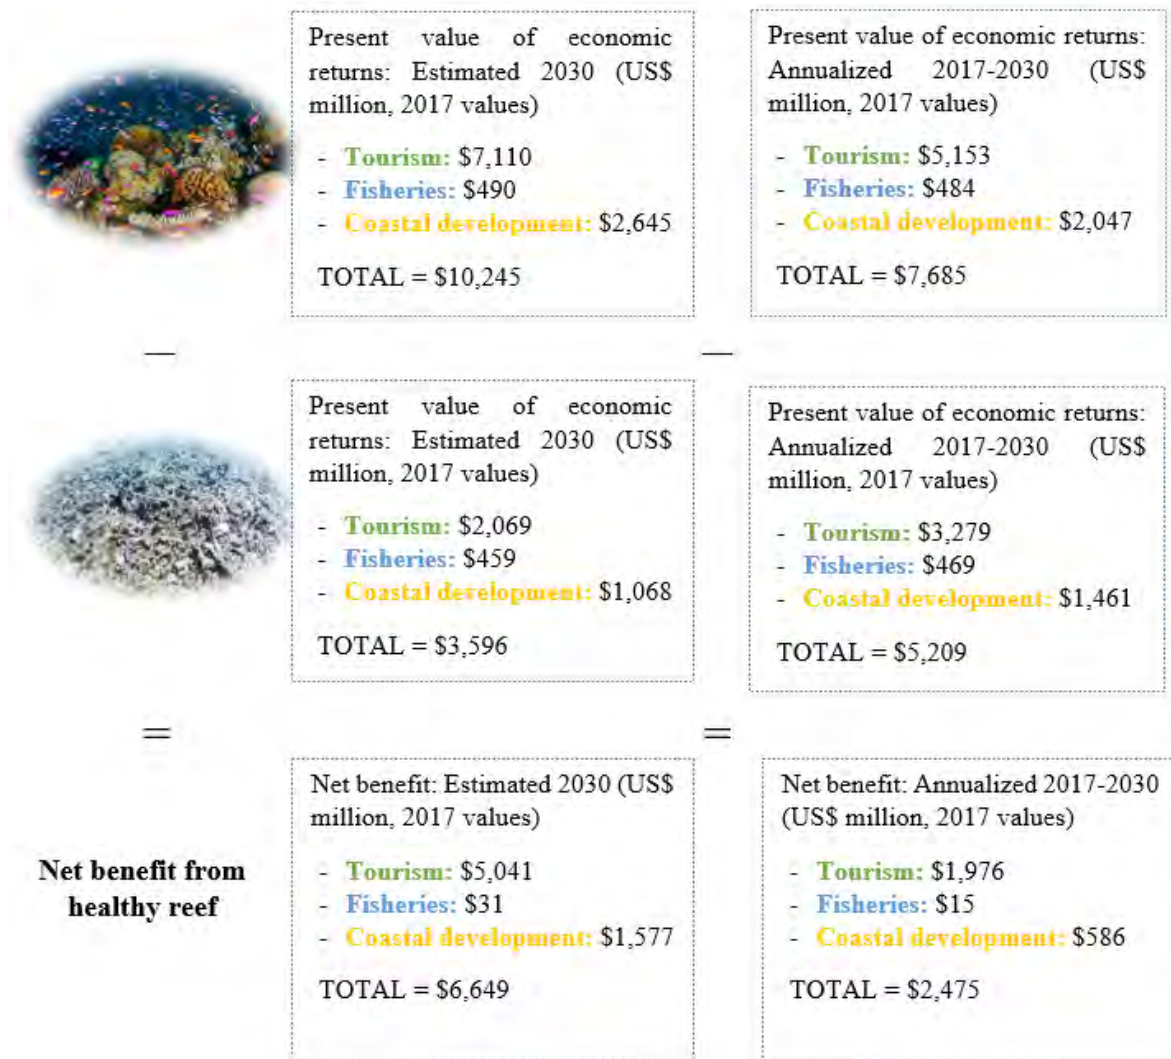 Present value of economic
returns: Estimated 2030 (US$
million, 2017 values)
- Tourism: $7,110
- Fisheries: $490
- Coastal development: $2,645
TOTAL = $10,245
Present value of economic returns:
Annualized 2017-2030 (US$
million, 2017 values)
- Tourism: $5,153
- Fisheries: $484
- Coastal development: $2,047
TOTAL = $7,685
—
—
Present value of economic
returns: Estimated 2030 (US$
million, 2017 values)
- Tourism: $2,069
- Fisheries: $459
- Coastal development: $1,068
TOTAL = $3,596
Present value of economic returns:
Annualized 2017-2030 (US$
million, 2017 values)
- Tourism: $3,279
- Fisheries: $469
- Coastal development: $1,461
TOTAL = $5,209
=
=
Net benefit from
healthy reef
Net benefit: Estimated 2030 (US$
million, 2017 values)
- Tourism: $5,041
- Fisheries: $31
- Coastal development: $1,577
TOTAL = $6,649
Net benefit: Annualized 2017-2030
(US$ million, 2017 values)
- Tourism: $1,976
- Fisheries: $15
- Coastal development: $586
TOTAL = $2,475